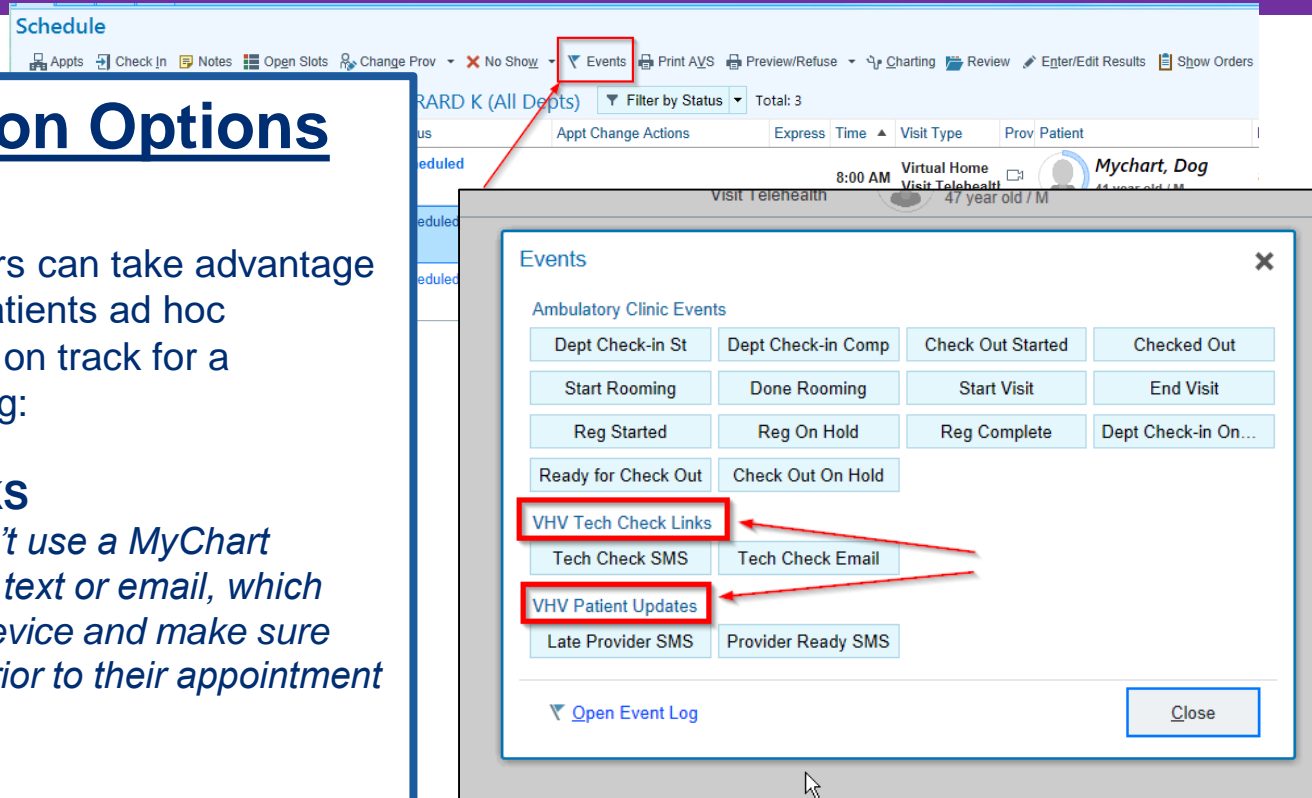 Schedule
Appts Check In Notes Open Slots Change Prov No Show Events Print AVS Preview/Refuse Charting Review Enter/Edit Results Show Orders
RARD K (All Depts) Filter by Status Total: 3
us Appt Change Actions Express Time Visit Type Prov Patient
eduled 8:00 AM Virtual Home Mychart, Dog
Visit Telehealth 41 year old / M
Visit Telehealth 47 year old / M
eduled
eduled
on Options
rs can take advantage
atients ad hoc
on track for a
g:
ks
't use a MyChart
text or email, which
evice and make sure
rior to their appointment
Events
Ambulatory Clinic Events
Dept Check-in St Dept Check-in Comp Check Out Started Checked Out
Start Rooming Done Rooming Start Visit End Visit
Reg Started Reg On Hold Reg Complete Dept Check-in On...
Ready for Check Out Check Out On Hold
VHV Tech Check Links
Tech Check SMS Tech Check Email
VHV Patient Updates
Late Provider SMS Provider Ready SMS
Open Event Log Close